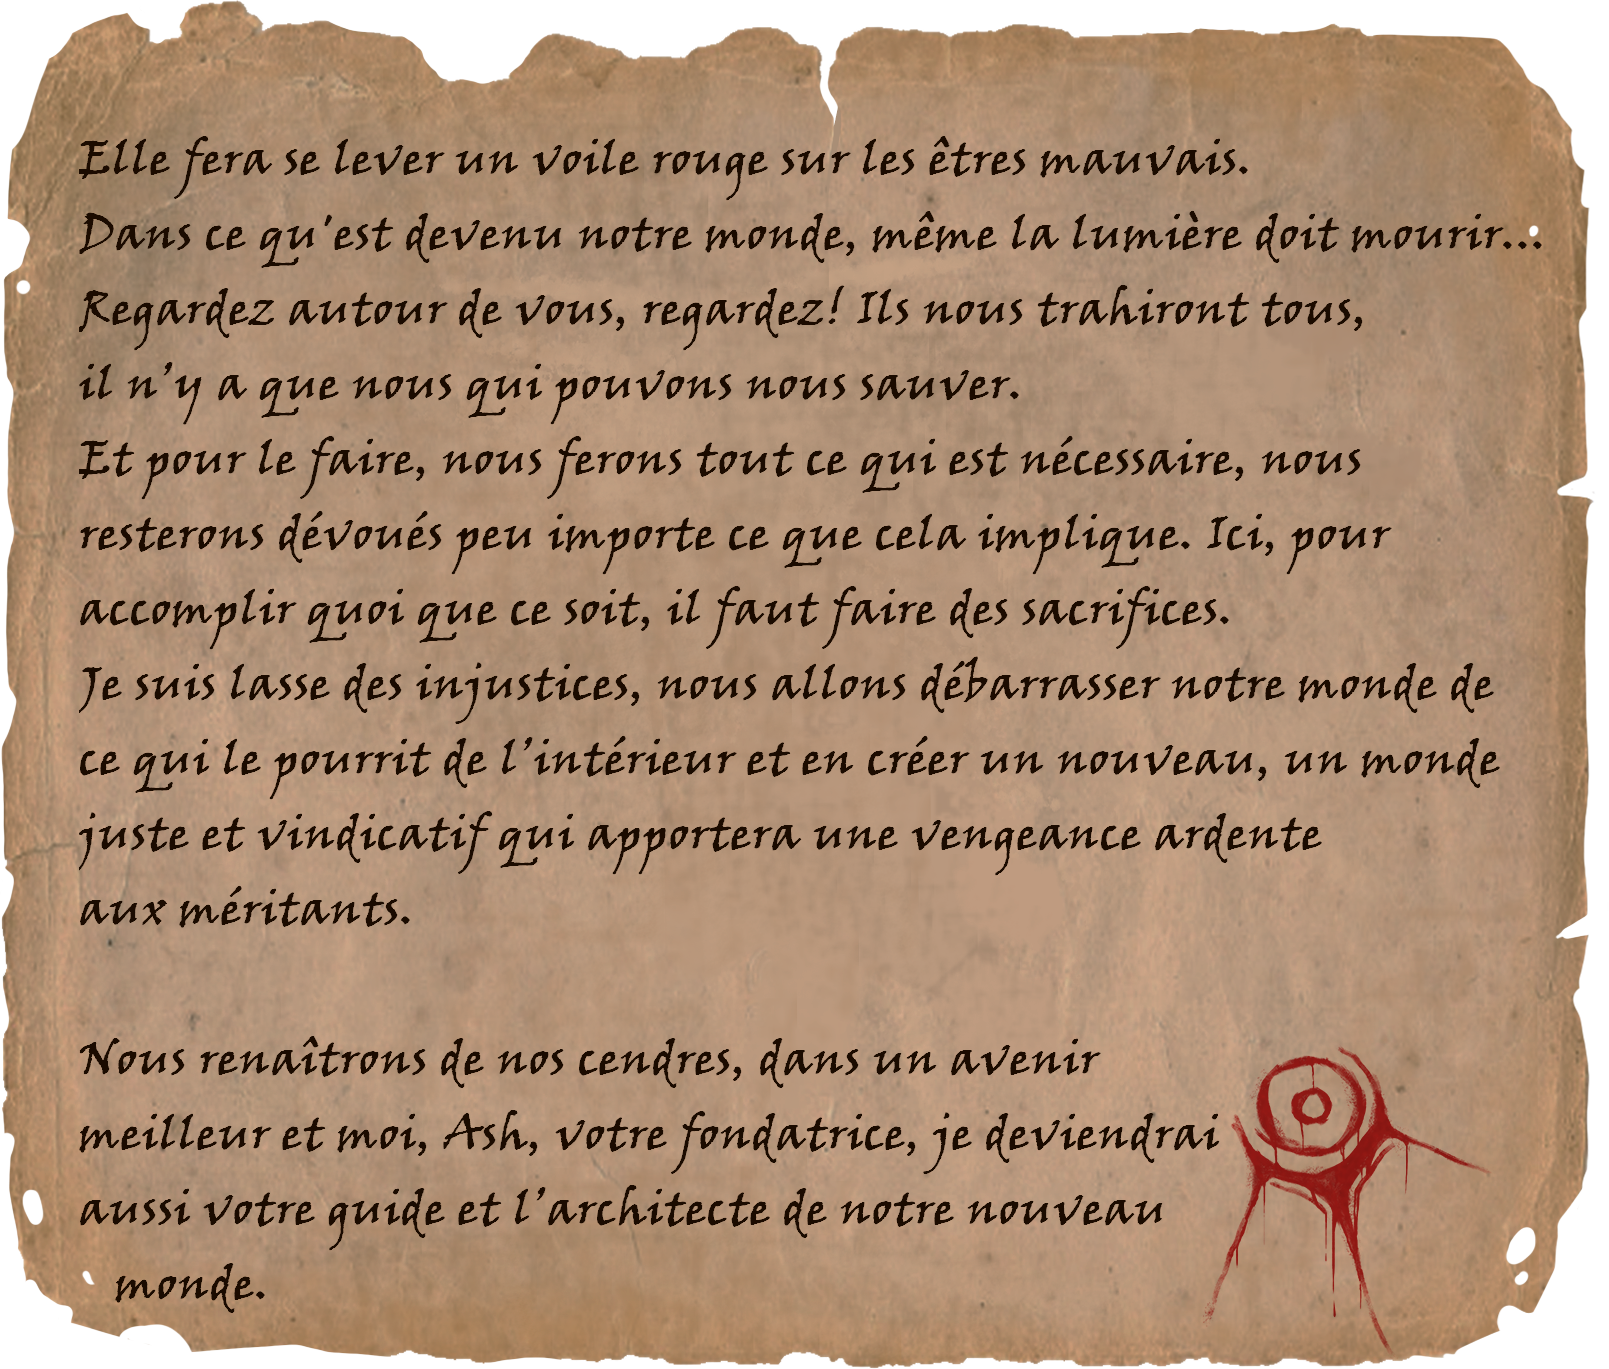 Elle fera se lever un voile rouge sur les êtres mauvais.
Dans ce qu'est devenu notre monde, même la lumière doit mourir...
Regardez autour de vous, regardez! Ils nous trahiront tous,
il n'y a que nous qui pouvons nous sauver.
Et pour le faire, nous ferons tout ce qui est nécessaire, nous
resterons dévoués peu importe ce que cela implique. Ici, pour
accomplir quoi que ce soit, il faut faire des sacrifices.
Je suis lasse des injustices, nous allons débarrasser notre monde de
ce qui le pourrit de l'intérieur et en créer un nouveau, un monde
juste et vindicatif qui apportera une vengeance ardente
aux méritants.
Nous renaîtrons de nos cendres, dans un avenir
meilleur et moi, Ash, votre fondatrice, je deviendrai
aussi votre guide et l'architecte de notre nouveau
monde.